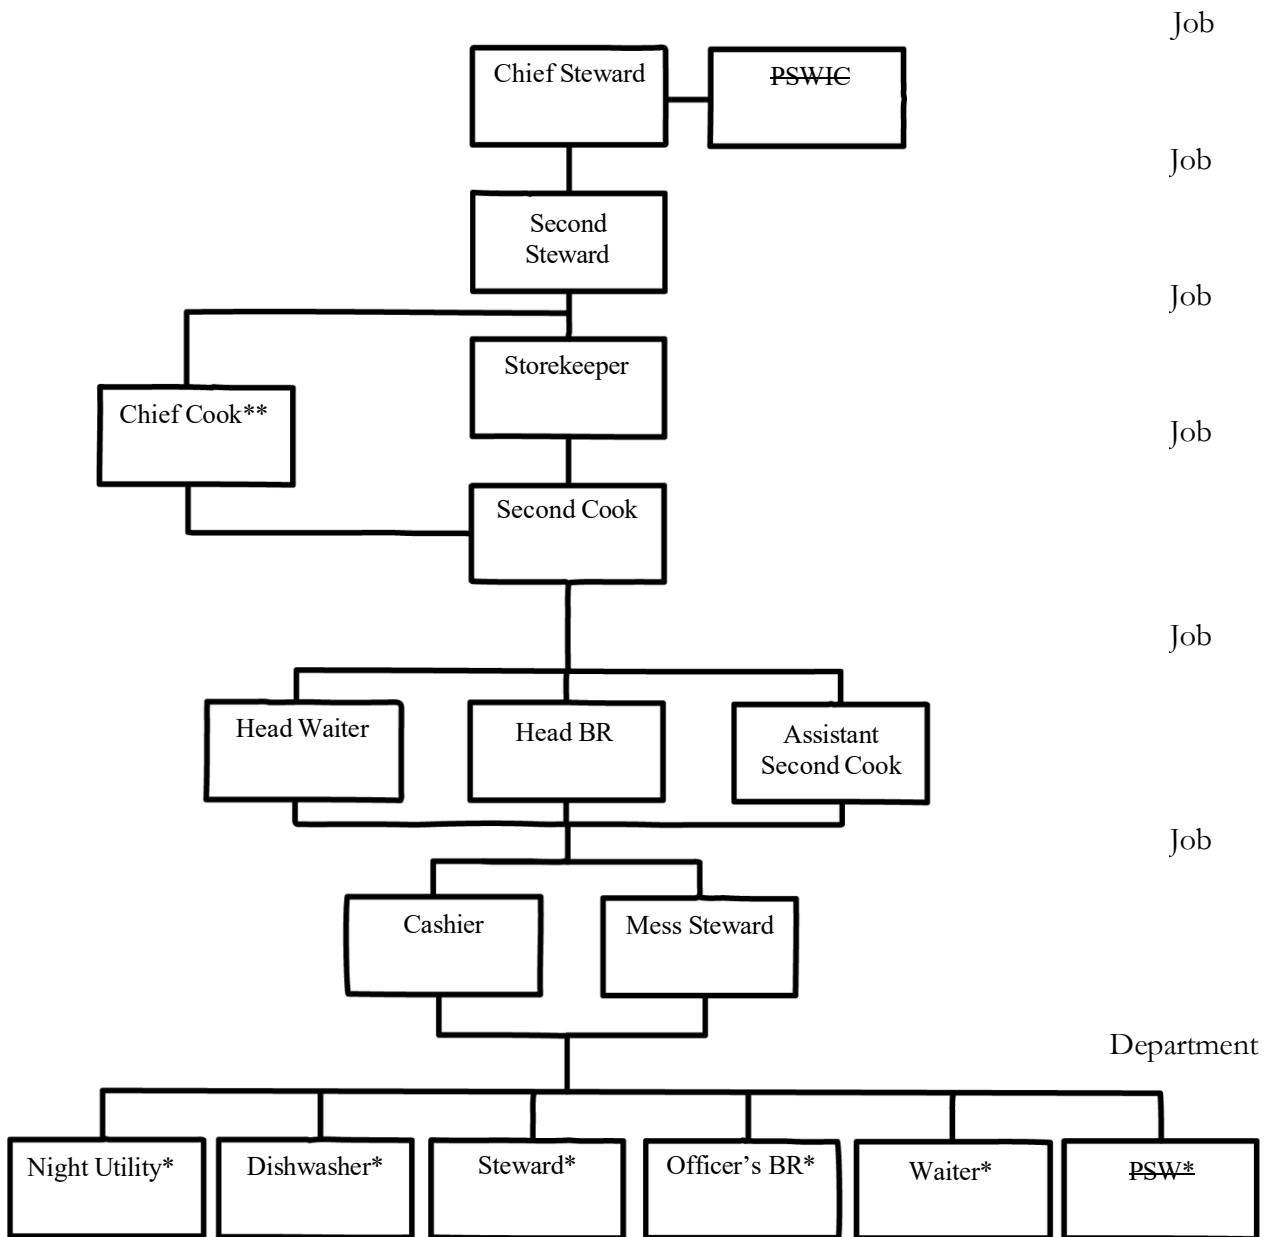 Job
Chief Steward
PSWIC
Job
Second
Steward
Job
Storekeeper
Chief Cook**
Job
Second Cook
Job
Head Waiter
Head BR
Assistant
Second Cook
Job
Cashier
Mess Steward
Department
Night Utility*
Dishwasher*
Steward*
Officer’s BR*
Waiter*
PSW*